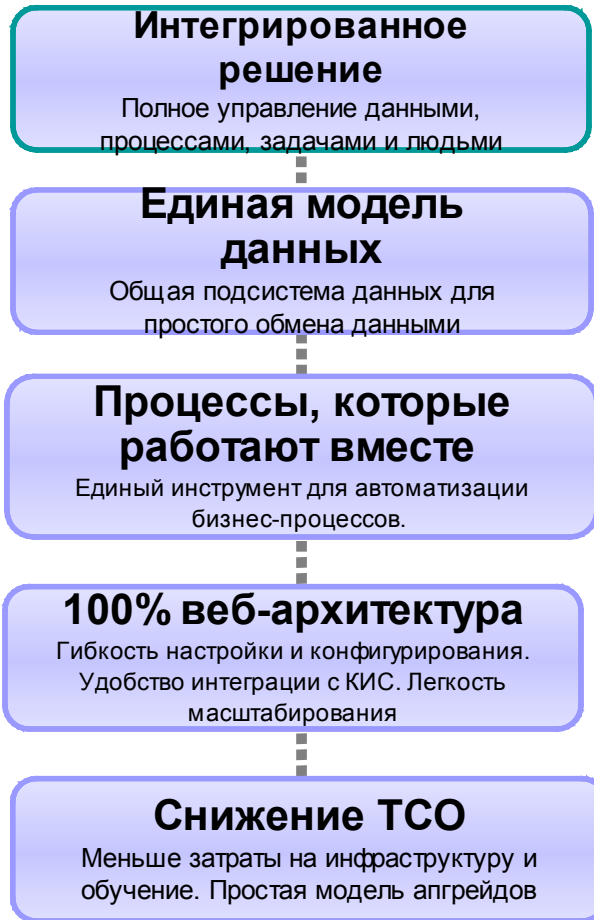 Интегрированное
решение
Полное управление данными,
процессами, задачами и людьми
Единая модель
данных
Общая подсистема данных для
простого обмена данными
Процессы, которые
работают вместе
Единый инструмент для автоматизации
бизнес-процессов.
100% веб-архитектура
Гибкость настройки и конфигурирования.
Удобство интеграции с КИС. Легкость
масштабирования
Снижение TCO
Меньше затраты на инфраструктуру и
обучение. Простая модель апгрейдов